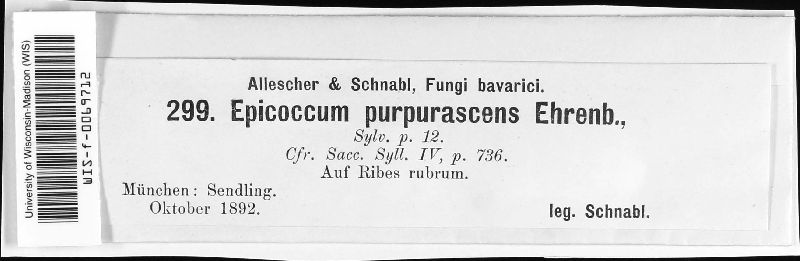 University of Wisconsin-Madison (WIS)
WIS-f-0069712
Allescher & Schnabl, Fungi bavarici.
299. Epicoccum purpurascens Ehrenb.,
Sylv. p. 12.
Cfr. Sacc. Syll. IV, p. 736.
Auf Ribes rubrum.
München: Sendling.
Oktober 1892.
leg. Schnabl.